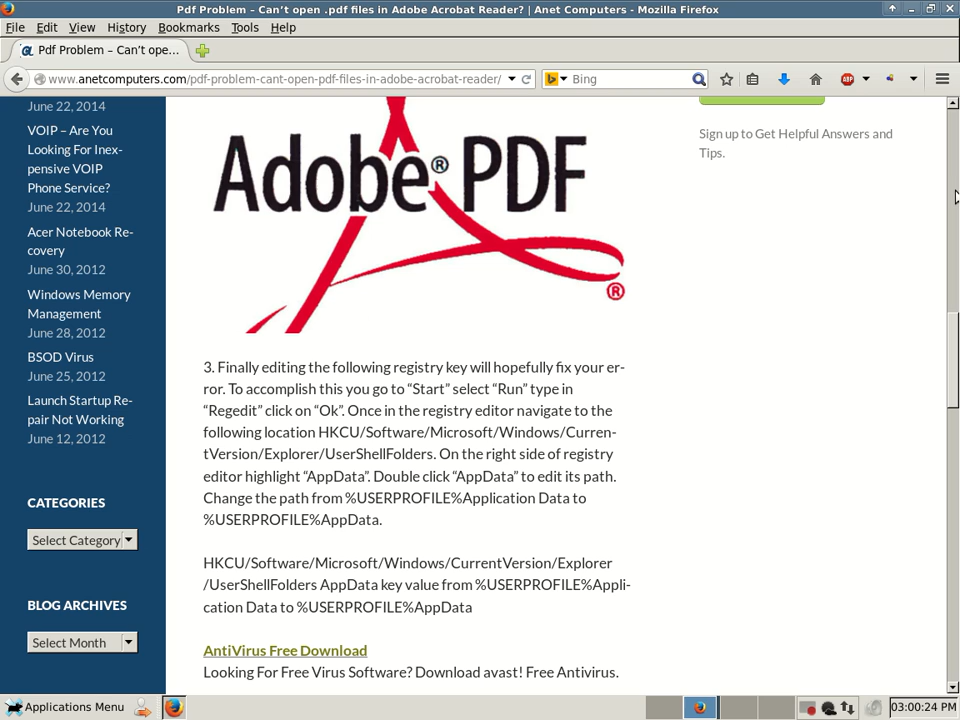 Pdf Problem – Can’t open .pdf files in Adobe Acrobat Reader? | Anet Computers - Mozilla Firefox
File Edit View History Bookmarks Tools Help
Pdf Problem – Can’t ope...
www.anetcomputers.com/pdf-problem-cant-open-pdf-files-in-adobe-acrobat-reader/
Bing
ABP
June 22, 2014
VOIP – Are You
Looking For Inex-
pensive VOIP
Phone Service?
June 22, 2014
Acer Notebook Re-
covery
June 30, 2012
Windows Memory
Management
June 28, 2012
BSOD Virus
June 25, 2012
Launch Startup Re-
pair Not Working
June 12, 2012
CATEGORIES
Select Category
BLOG ARCHIVES
Select Month
Adobe® PDF
®
3. Finally editing the following registry key will hopefully fix your er-
ror. To accomplish this you go to “Start” select “Run” type in
“Regedit” click on “Ok”. Once in the registry editor navigate to the
following location HKCU/Software/Microsoft/Windows/Curren-
tVersion/Explorer/UserShellFolders. On the right side of registry
editor highlight “AppData”. Double click “AppData” to edit its path.
Change the path from %USERPROFILE%Application Data to
%USERPROFILE%AppData.
HKCU/Software/Microsoft/Windows/CurrentVersion/Explorer
/UserShellFolders AppData key value from %USERPROFILE%Appli-
cation Data to %USERPROFILE%AppData
AntiVirus Free Download
Looking For Free Virus Software? Download avast! Free Antivirus.
Sign up to Get Helpful Answers and
Tips.
Applications Menu
03:00:24 PM